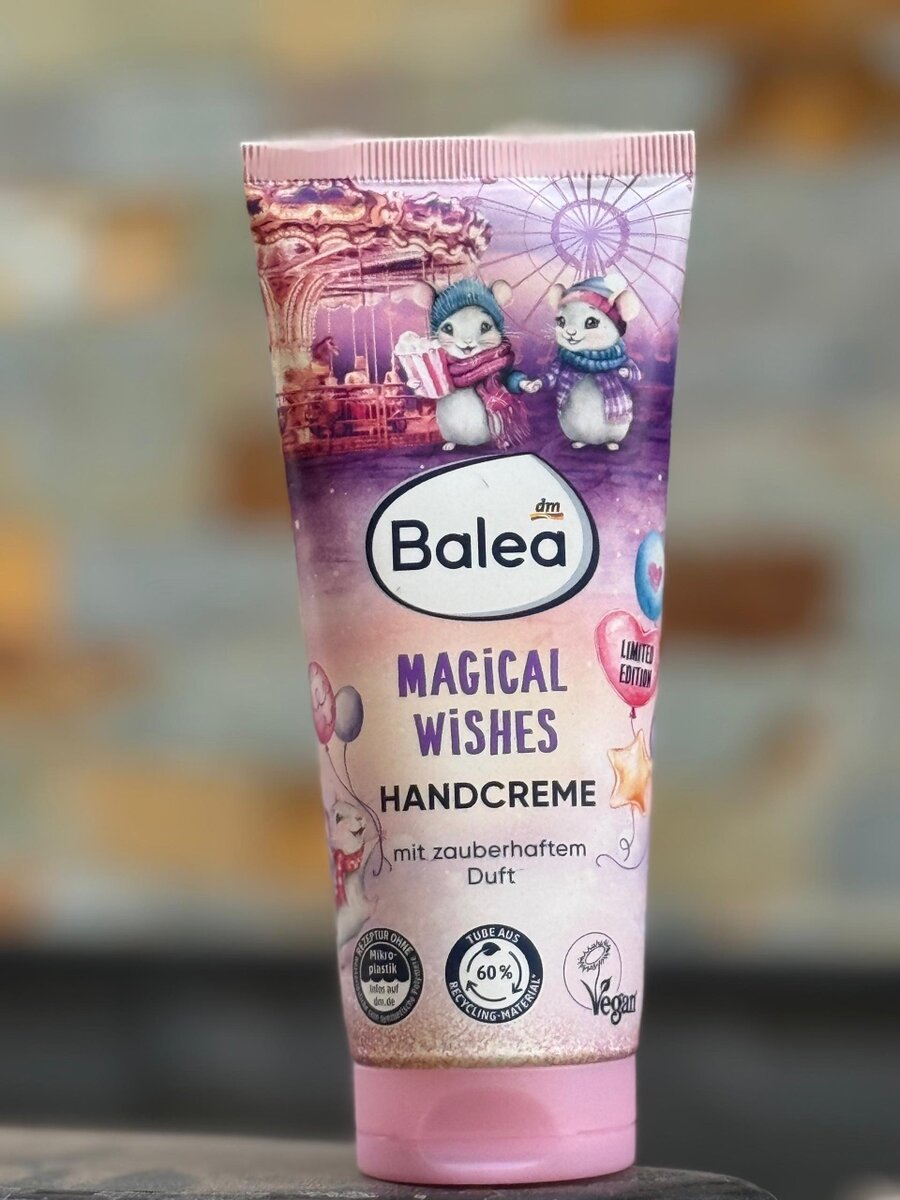 dm
Balea
LIMITED
EDITION
MAGiCAL
WiSHES
HANDCREME
mit zauberhaftem
Duft
REZEPTUR OHNE
Mikro-
plastik
Infos auf
dm.de
TUBE AUS
60%
RECYCLING-MATERIAL*
Vegan